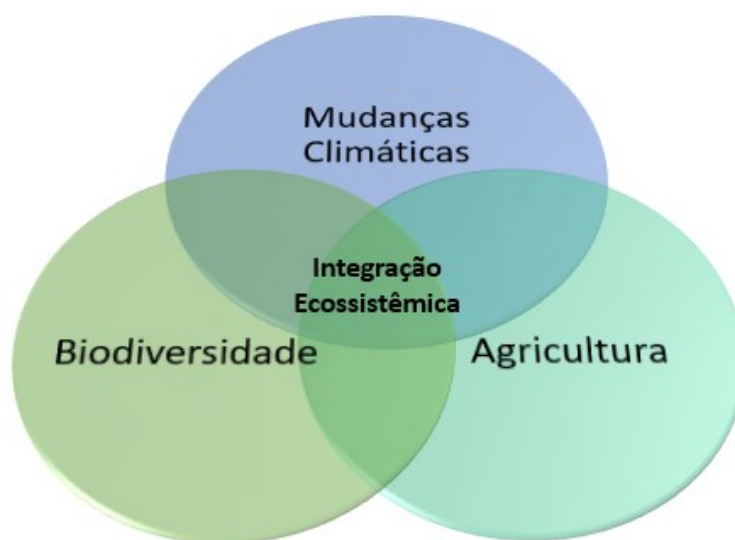 Mudanças
Climáticas
Integração
Ecossistêmica
Biodiversidade
Agricultura